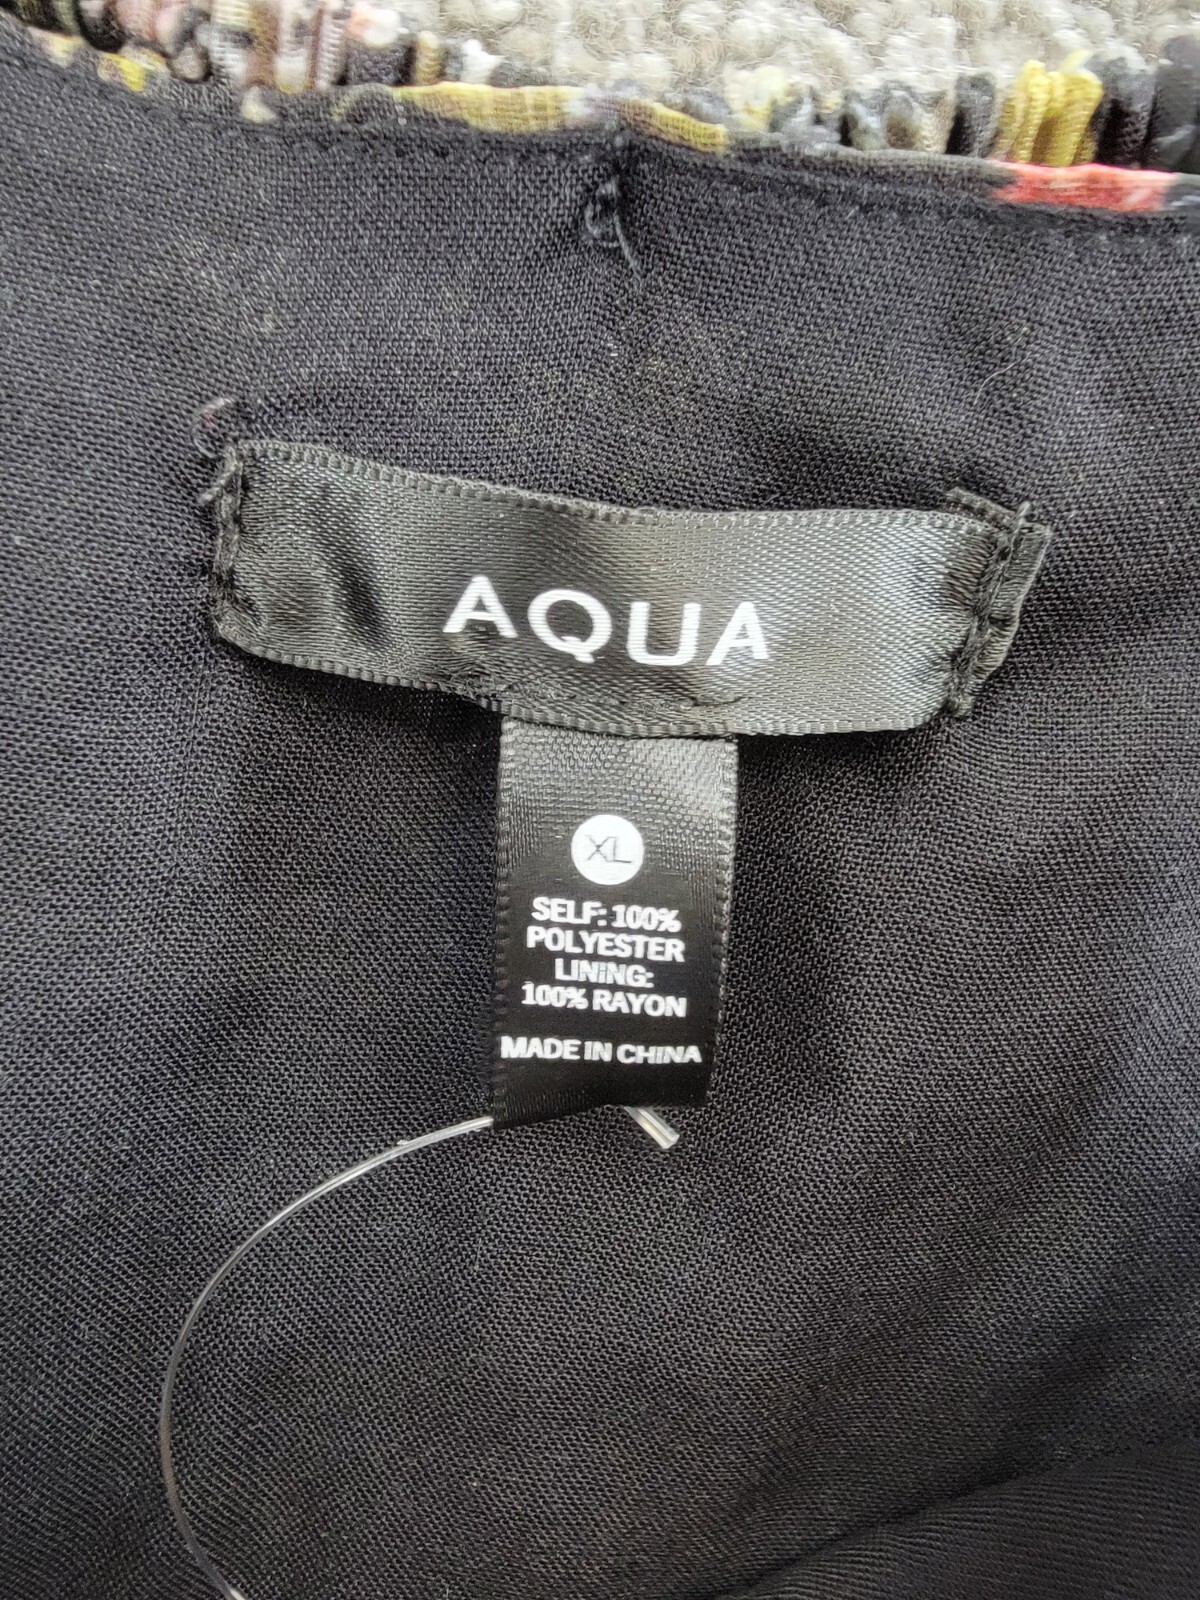 AQUA
XL
SELF: 100%
POLYESTER
LINING:
100% RAYON
MADE IN CHINA